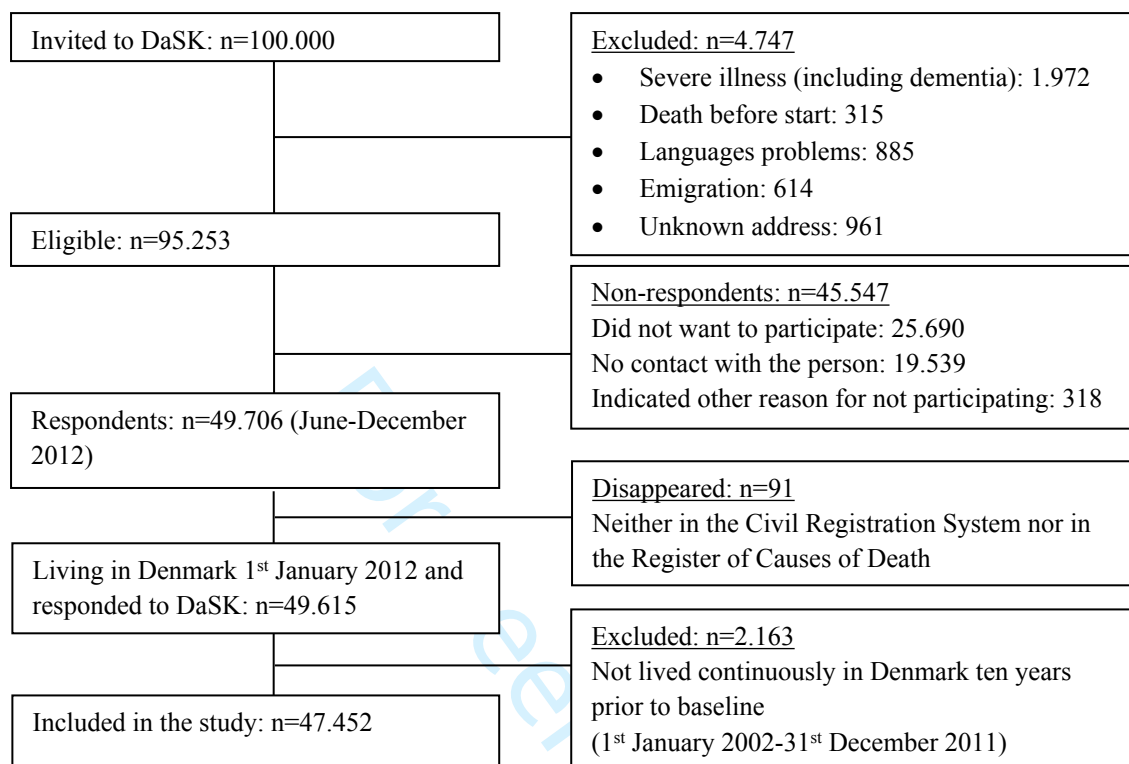 Invited to DaSK: n=100.000
Excluded: n=4.747
• Severe illness (including dementia): 1.972
• Death before start: 315
• Languages problems: 885
• Emigration: 614
• Unknown address: 961
Eligible: n=95.253
Non-respondents: n=45.547
Did not want to participate: 25.690
No contact with the person: 19.539
Indicated other reason for not participating: 318
Respondents: n=49.706 (June-December
2012)
Disappeared: n=91
Neither in the Civil Registration System nor in
the Register of Causes of Death
Living in Denmark 1st January 2012 and
responded to DaSK: n=49.615
Excluded: n=2.163
Not lived continuously in Denmark ten years
prior to baseline
(1st January 2002-31st December 2011)
Included in the study: n=47.452